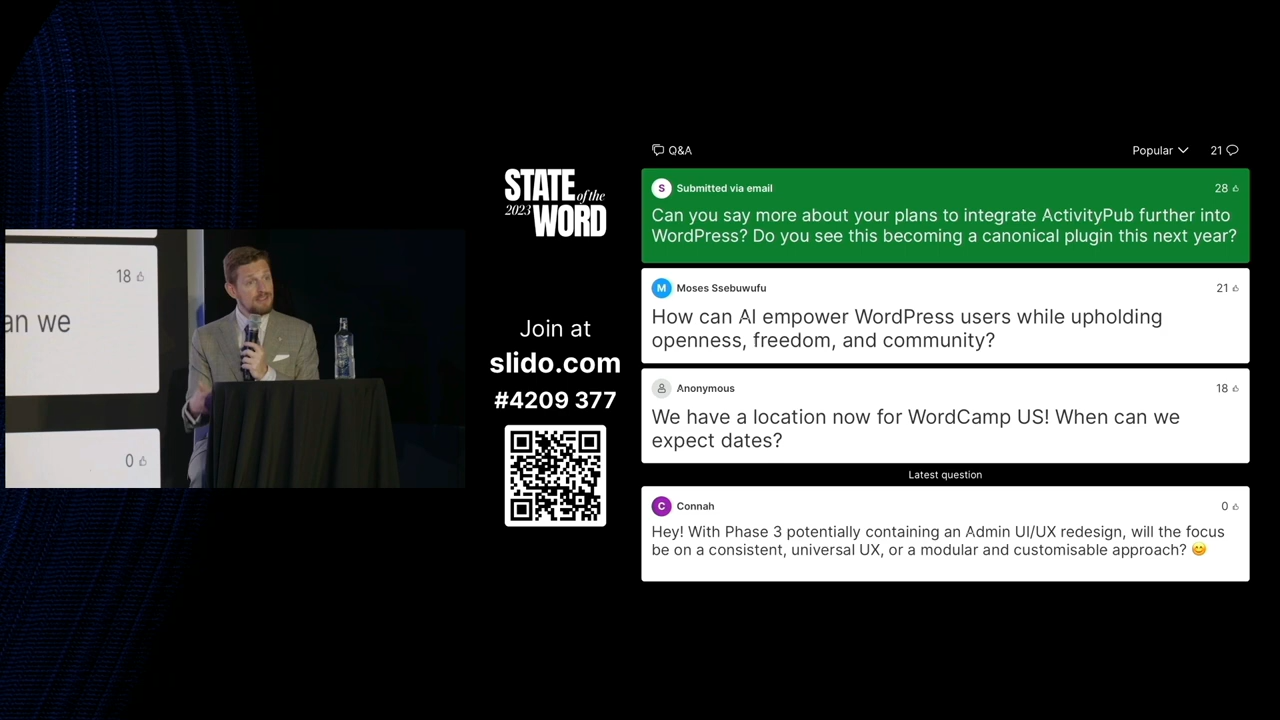 18
an we
0
STATE of the
2023 WORD
Join at
slido.com
#4209 377
Q&A
Popular
21
S Submitted via email
28
Can you say more about your plans to integrate ActivityPub further into
WordPress? Do you see this becoming a canonical plugin this next year?
M Moses Ssebuwufu
21
How can AI empower WordPress users while upholding
openness, freedom, and community?
Anonymous
18
We have a location now for WordCamp US! When can we
expect dates?
Latest question
C Connah
0
Hey! With Phase 3 potentially containing an Admin UI/UX redesign, will the focus
be on a consistent, universal UX, or a modular and customisable approach? 😊